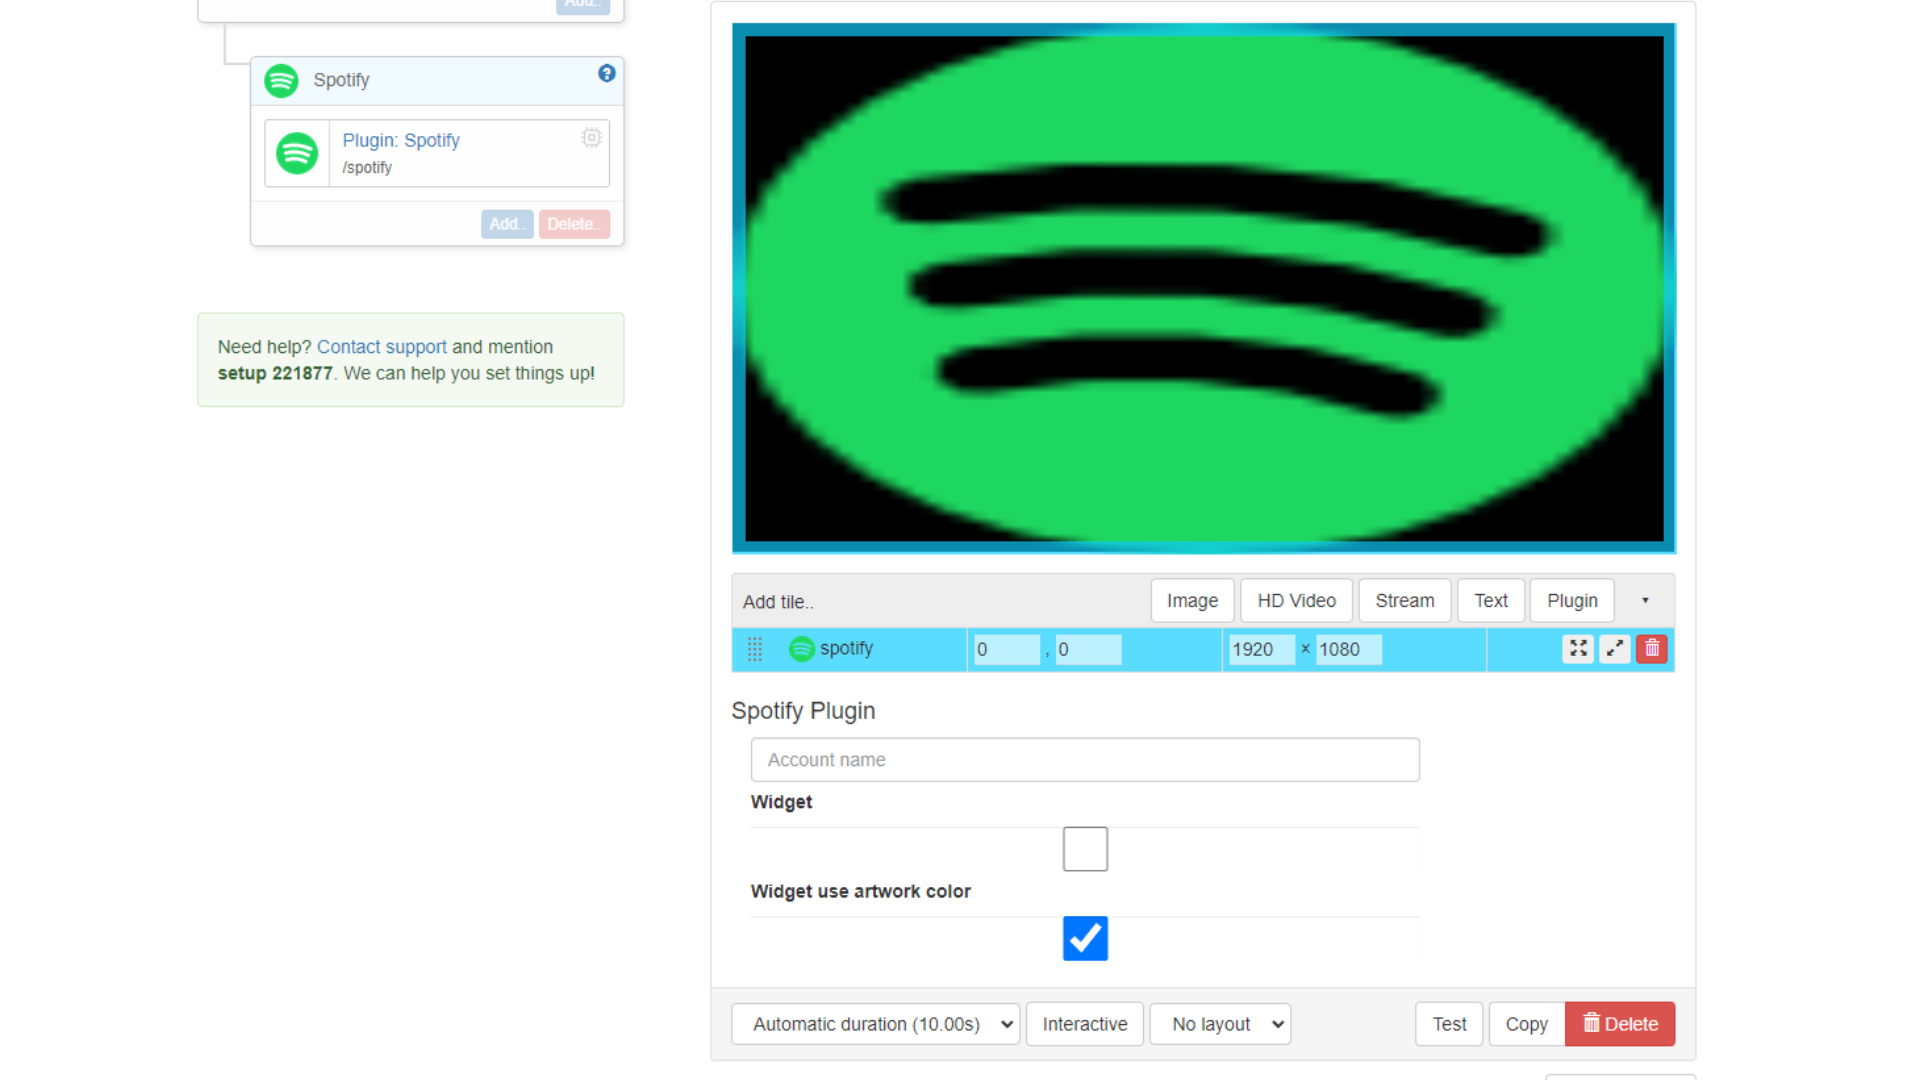 Add..
Spotify
?
Plugin: Spotify
/spotify
Add.. Delete..
Need help? Contact support and mention
setup 221877. We can help you set things up!
Add tile.. Image HD Video Stream Text Plugin
spotify 0 , 0 1920 × 1080
Spotify Plugin
Account name
Widget
Widget use artwork color
Automatic duration (10.00s) Interactive No layout Test Copy Delete